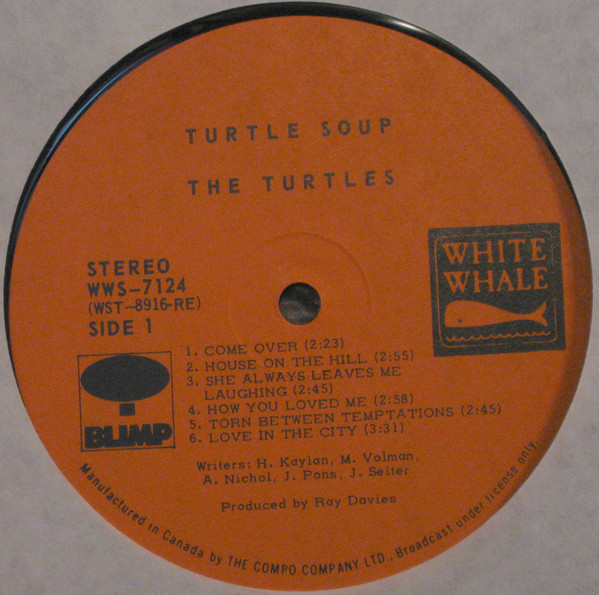 TURTLE SOUP
THE TURTLES
STEREO
WWS-7124
(WST-8916-RE)
SIDE 1
WHITE
WHALE
BLIMP
1. COME OVER (2:23)
2. HOUSE ON THE HILL (2:55)
3. SHE ALWAYS LEAVES ME
LAUGHING (2:45)
4. HOW YOU LOVED ME (2:58)
5. TORN BETWEEN TEMPTATIONS (2:45)
6. LOVE IN THE CITY (3:31)
Writers: H. Kaylan, M. Volman,
A. Nichol, J. Pons, J. Seiter
Produced by Ray Davies
Manufactured in Canada by THE COMPO COMPANY LTD., Broadcast under license only.